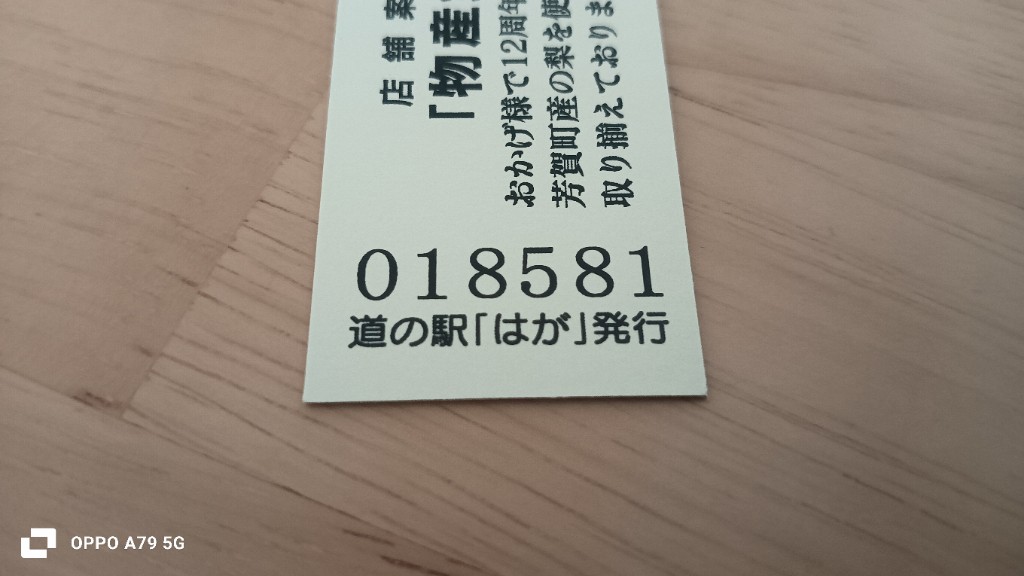 店舗案
「物産
おかげ様で12周年
芳賀町産の梨を使
取り揃えておりま
018581
道の駅「はが」発行
OPPO A79 5G